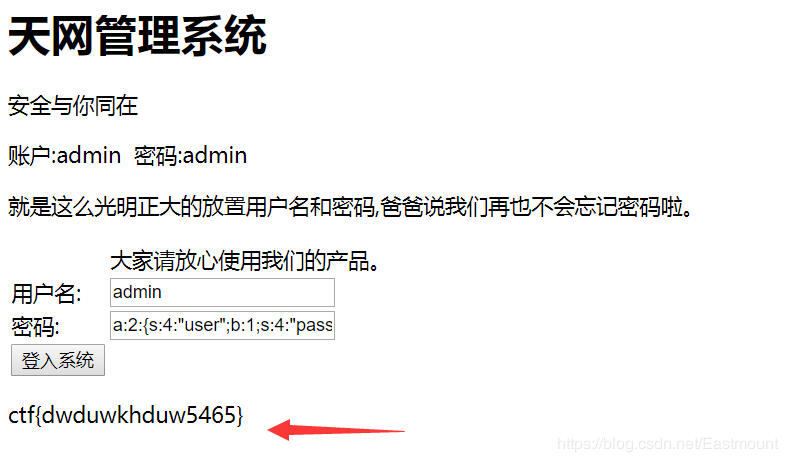 天网管理系统
安全与你同在
账户:admin 密码:admin
就是这么光明正大的放置用户名和密码,爸爸说我们再也不会忘记密码啦。
大家请放心使用我们的产品。
用户名: admin
密码: a:2:{s:4:"user";b:1;s:4:"pass
登入系统
ctf{dwduwkhduw5465}
https://blog.csdn.net/Eastmount